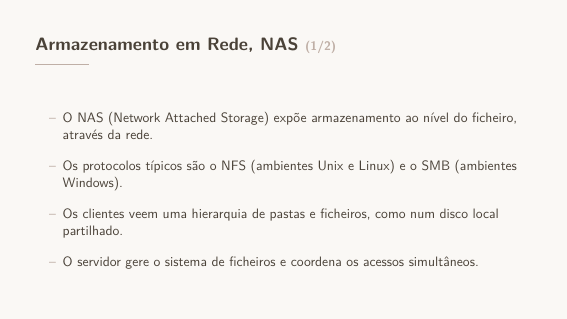 Armazenamento em Rede, NAS (1/2)
– O NAS (Network Attached Storage) expõe armazenamento ao nível do ficheiro,
através da rede.
– Os protocolos típicos são o NFS (ambientes Unix e Linux) e o SMB (ambientes
Windows).
– Os clientes veem uma hierarquia de pastas e ficheiros, como num disco local
partilhado.
– O servidor gere o sistema de ficheiros e coordena os acessos simultâneos.